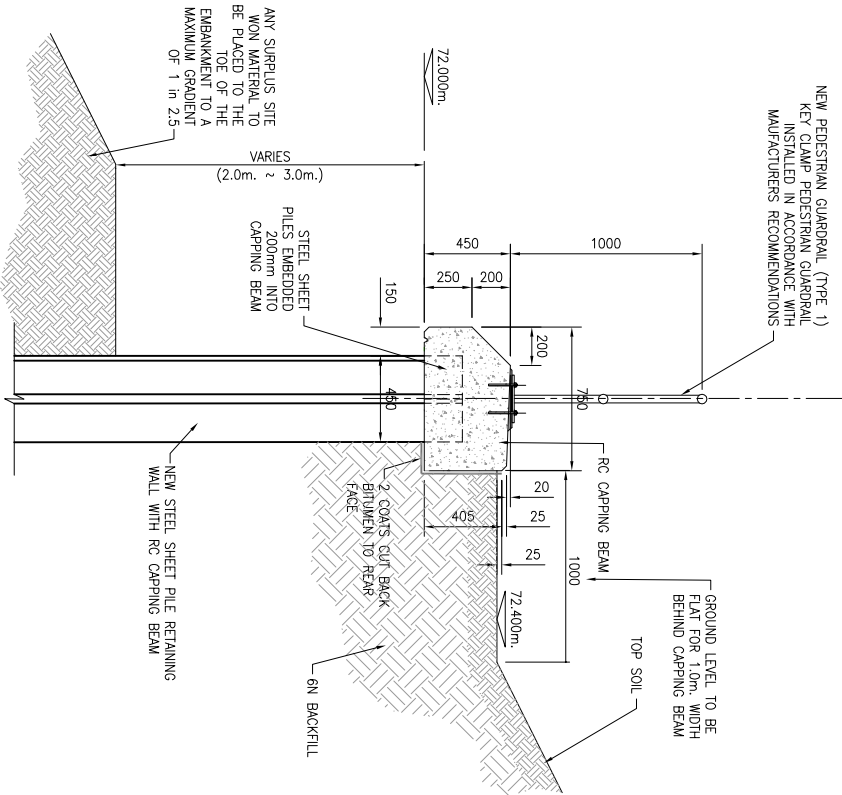 NEW PEDESTRIAN GUARDRAIL (TYPE 1)
KEY CLAMP PEDESTRIAN GUARDRAIL
INSTALLED IN ACCORDANCE WITH
MAUFACTURERS RECOMMENDATIONS
1000
450
200
250
200
750
150
72.000m.
VARIES
(2.0m. ~ 3.0m.)
ANY SURPLUS SITE
WON MATERIAL TO
BE PLACED TO THE
TOE OF THE
EMBANKMENT TO A
MAXIMUM GRADIENT
OF 1 in 2.5
STEEL SHEET
PILES EMBEDDED
200mm INTO
CAPPING BEAM
450
RC CAPPING BEAM
20
25
405
25
1000
72.400m.
GROUND LEVEL TO BE
FLAT FOR 1.0m. WIDTH
BEHIND CAPPING BEAM
TOP SOIL
2 COATS CUT BACK
BITUMEN TO REAR
FACE
6N BACKFILL
NEW STEEL SHEET PILE RETAINING
WALL WITH RC CAPPING BEAM